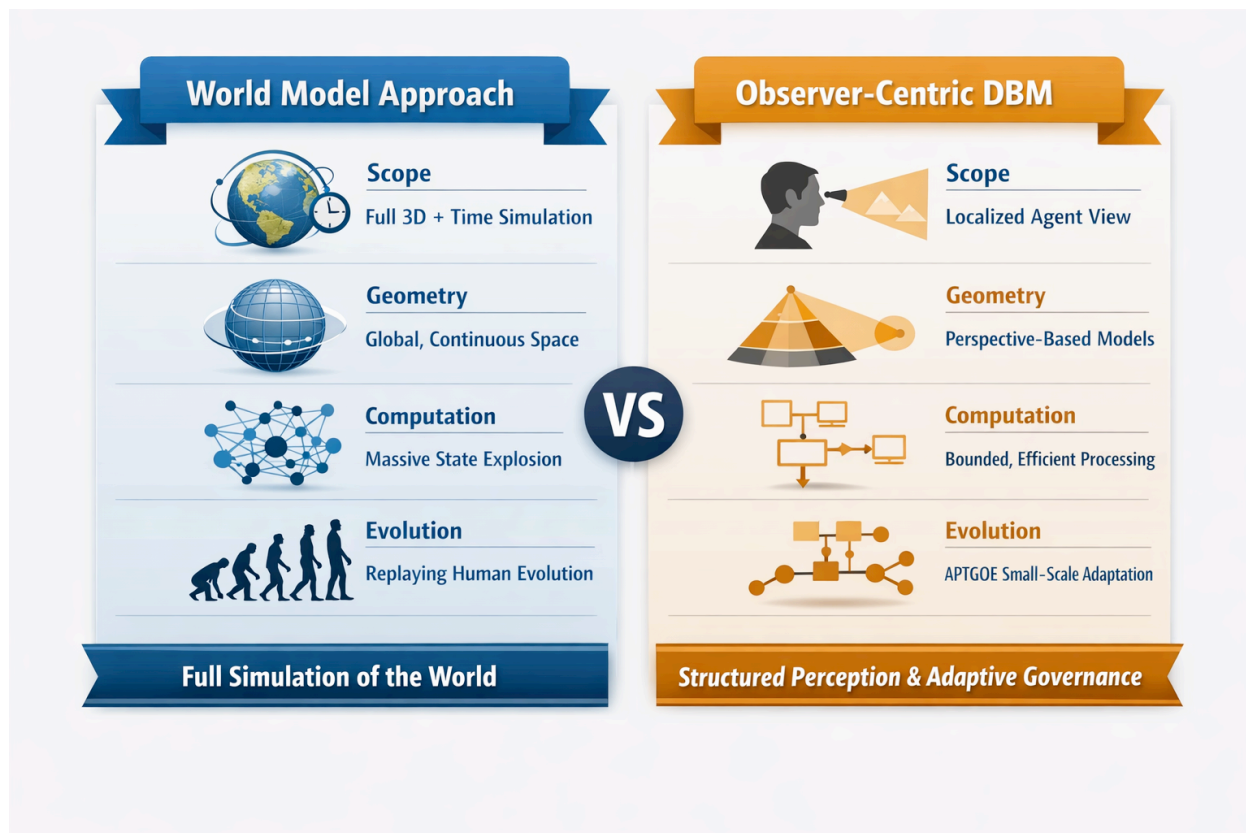 World Model Approach
Scope
Full 3D + Time Simulation
Geometry
Global, Continuous Space
Computation
Massive State Explosion
Evolution
Replaying Human Evolution
Full Simulation of the World
VS
Observer-Centric DBM
Scope
Localized Agent View
Geometry
Perspective-Based Models
Computation
Bounded, Efficient Processing
Evolution
APTGOE Small-Scale Adaptation
Structured Perception & Adaptive Governance